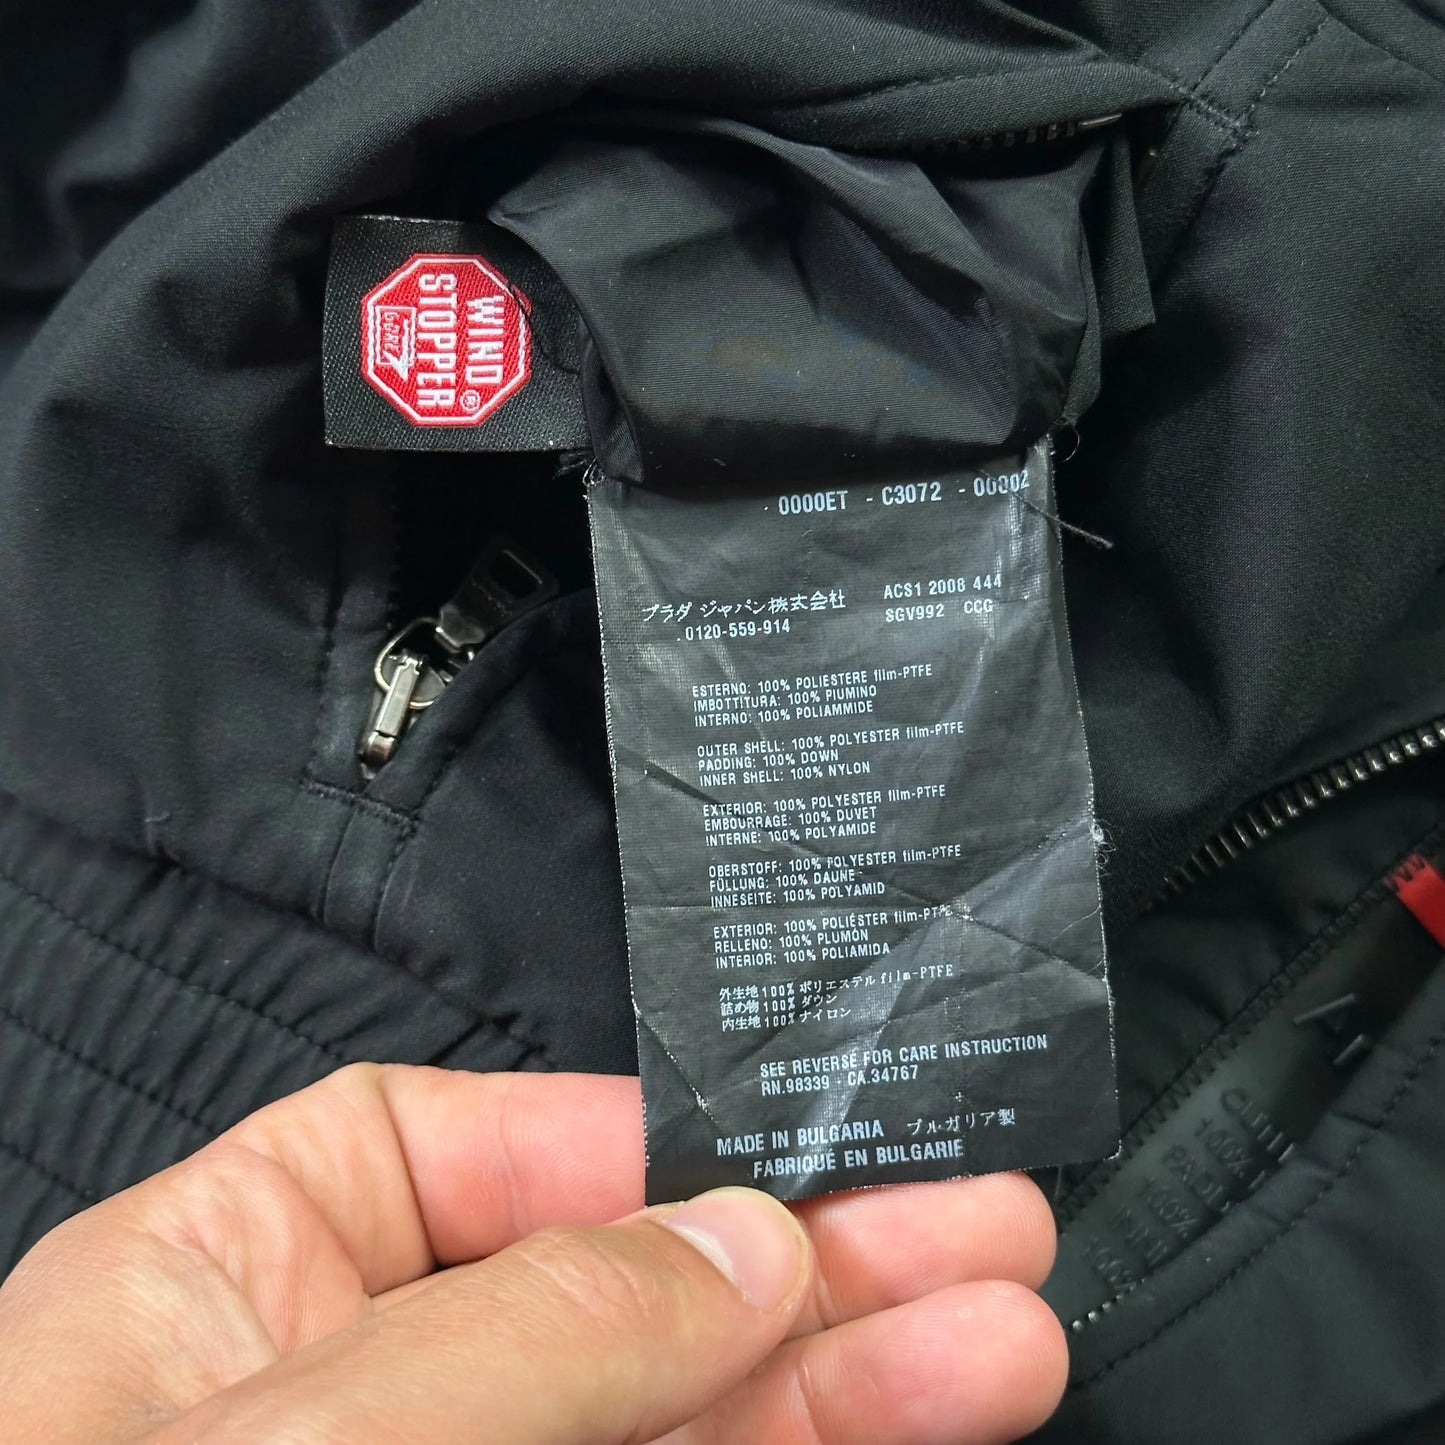 WIND
STOPPER
®
GORE
0000ET - C3072 - 00002
プラダ ジャパン株式会社
0120-559-914
ACS1 2008 444
SGV992 CCG
ESTERNO: 100% POLIESTERE film-PTFE
IMBOTTITURA: 100% PIUMINO
INTERNO: 100% POLIAMMIDE
OUTER SHELL: 100% POLYESTER film-PTFE
PADDING: 100% DOWN
INNER SHELL: 100% NYLON
EXTERIOR: 100% POLYESTER film-PTFE
EMBOURRAGE: 100% DUVET
INTERNE: 100% POLYAMIDE
OBERSTOFF: 100% POLYESTER film-PTFE
FÜLLUNG: 100% DAUNE
INNESEITE: 100% POLYAMID
EXTERIOR: 100% POLIÉSTER film-PTFE
RELLENO: 100% PLUMÓN
INTERIOR: 100% POLIAMIDA
外生地100% ポリエステル film-PTFE
詰め物100% ダウン
内生地100% ナイロン
SEE REVERSE FOR CARE INSTRUCTION
RN.98339 - CA.34767
MADE IN BULGARIA ブルガリア製
FABRIQUÉ EN BULGARIE